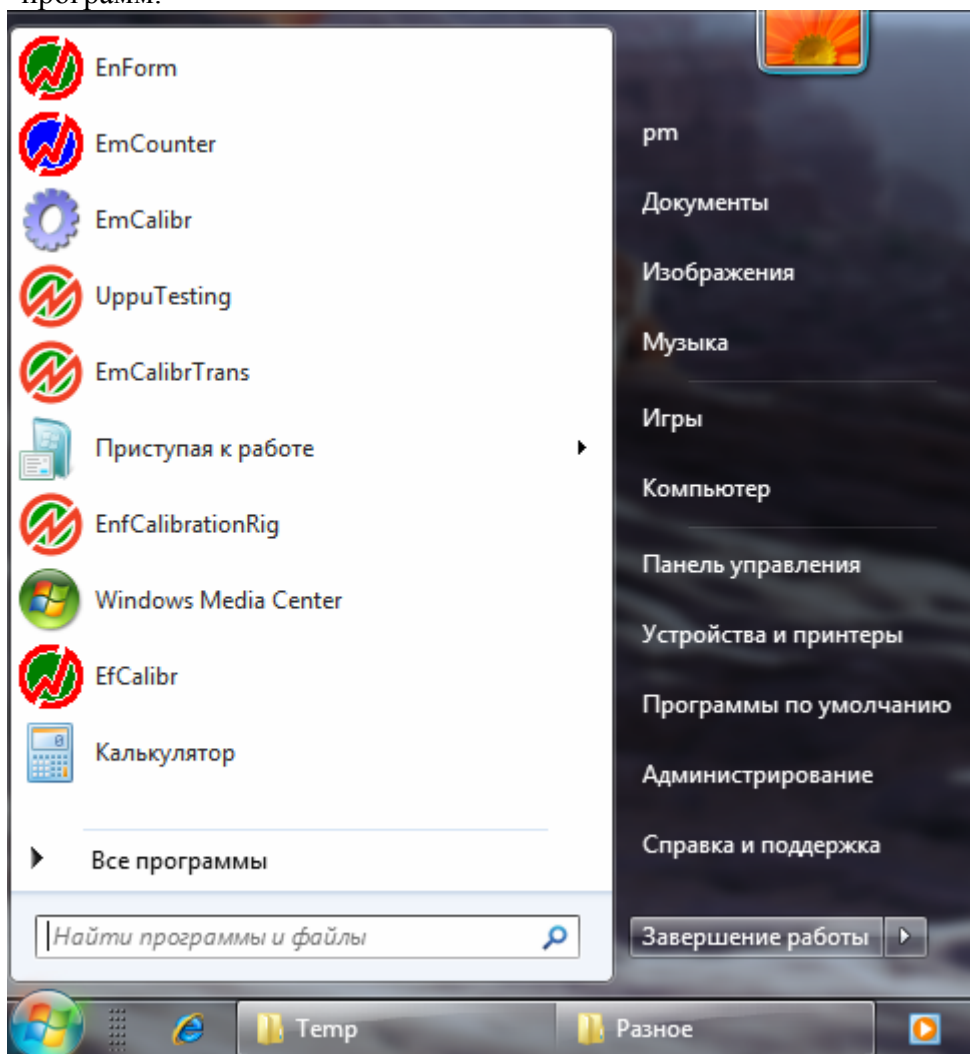 программ.
EnForm
EmCounter
EmCalibr
UppuTesting
EmCalibrTrans
Приступая к работе
EnfCalibrationRig
Windows Media Center
EfCalibr
Калькулятор
Все программы
Найти программы и файлы
pm
Документы
Изображения
Музыка
Игры
Компьютер
Панель управления
Устройства и принтеры
Программы по умолчанию
Администрирование
Справка и поддержка
Завершение работы
Temp
Разное